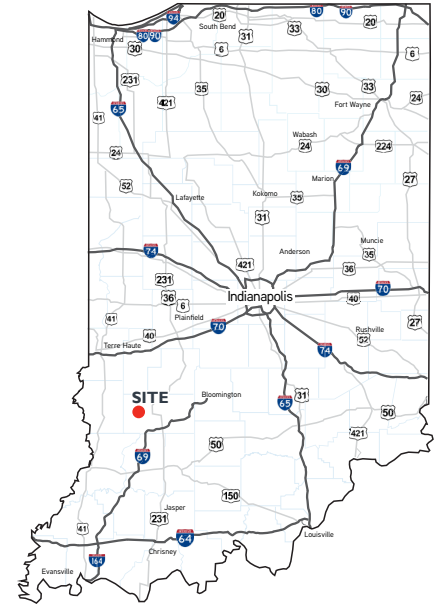 94
20
80
90
20
South Bend
33
Hammond
80
90
31
30
6
6
231
35
30
33
421
Fort Wayne
24
65
41
Wabash
24
224
24
69
Marion
27
52
Kokomo
35
Lafayette
31
Muncie
Anderson
74
35
421
36
231
Indianapolis
70
36
6
40
41
Plainfield
27
70
Rushville
40
52
Terre Haute
74
SITE
Bloomington
31
65
50
421
50
69
150
Jasper
231
41
64
Louisville
Chrisney
164
Evansville